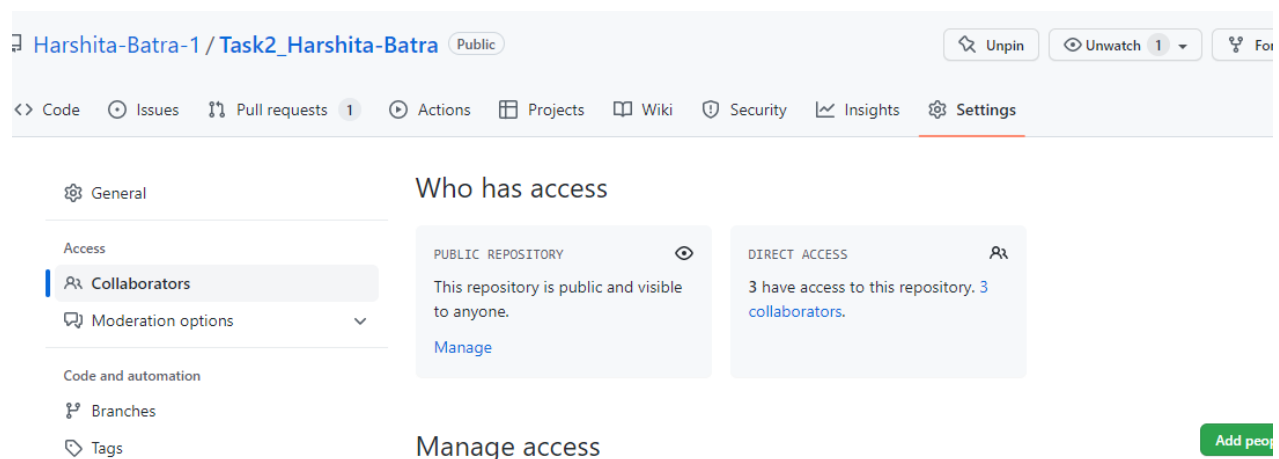 Harshita-Batra-1 / Task2_Harshita-Batra Public Unpin Unwatch 1
Code Issues Pull requests 1 Actions Projects Wiki Security Insights Settings
General
Access
Collaborators
Moderation options
Code and automation
Branches
Tags
Who has access
PUBLIC REPOSITORY
This repository is public and visible
to anyone.
Manage
DIRECT ACCESS
3 have access to this repository. 3
collaborators.
Manage access
Add